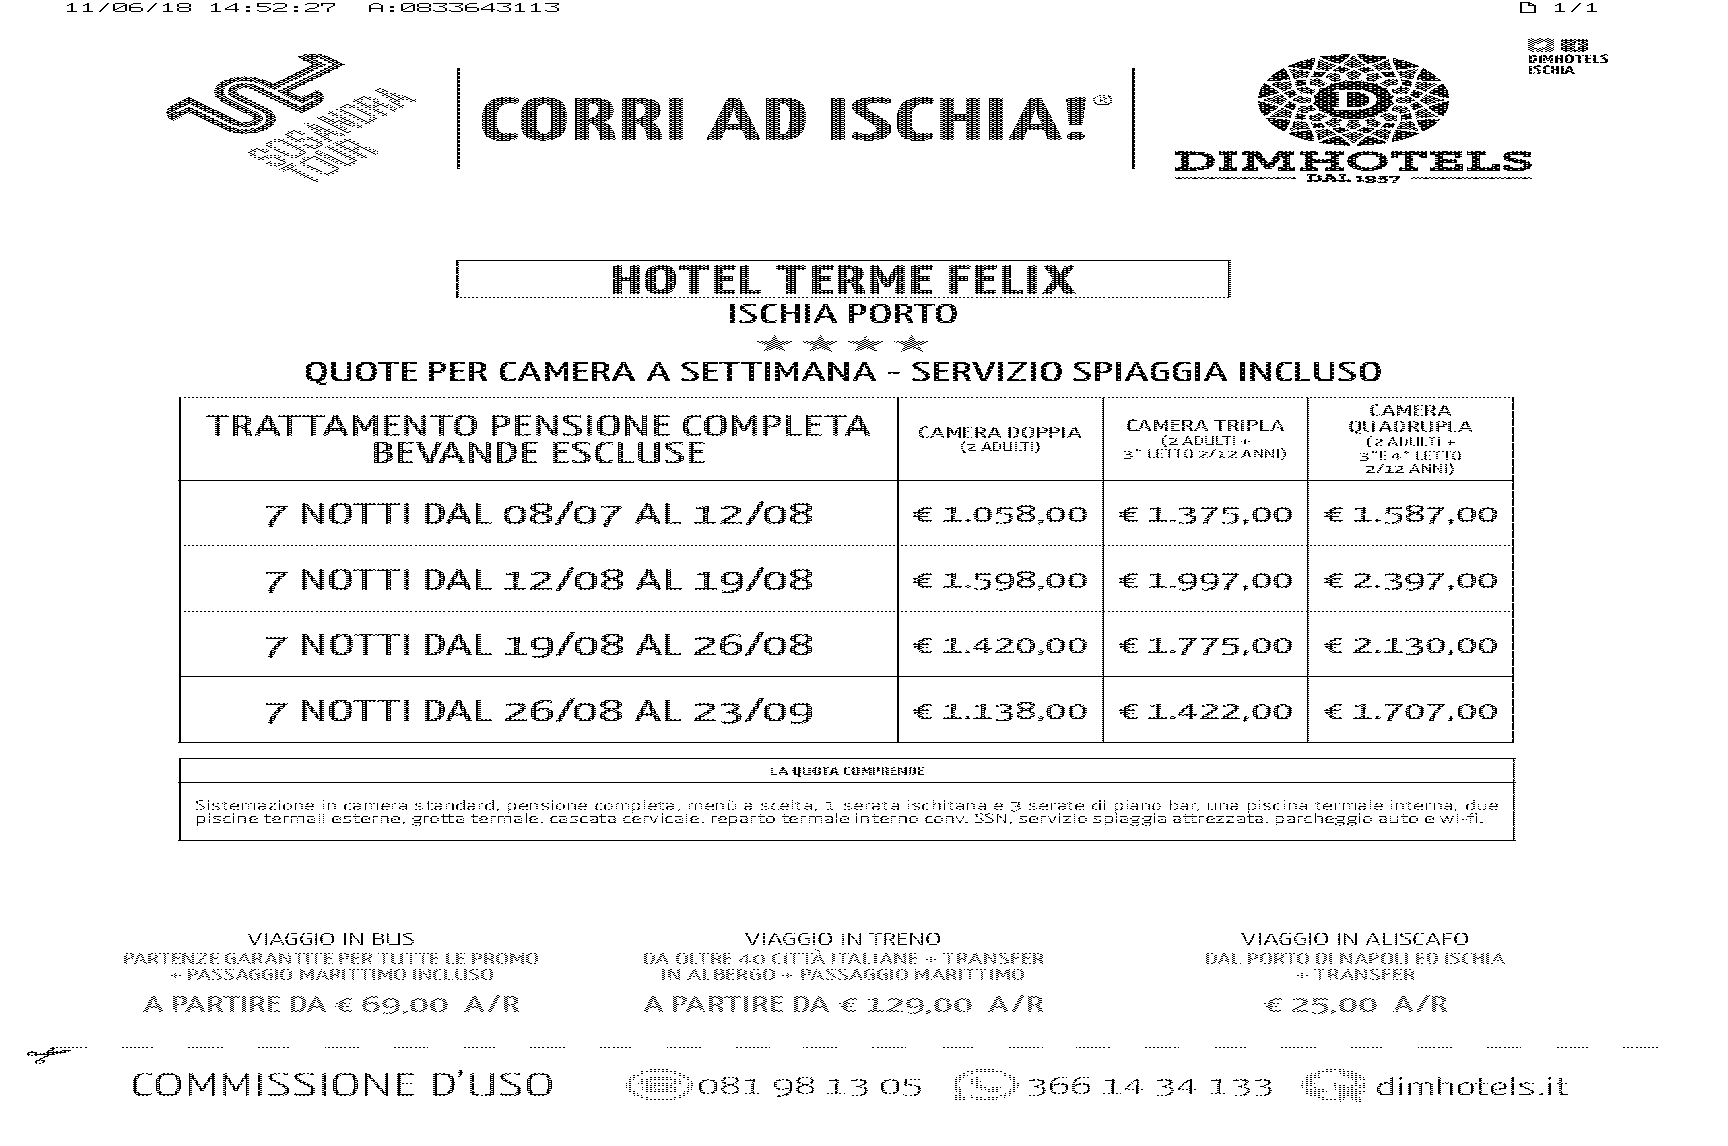 11/06/18 14:52:27 A:0833643113 1/1
DIMHOTELS
ISCHIA
CORRI AD ISCHIA!®
D
DIMHOTELS
DAL 1957
HOTEL TERME FELIX
ISCHIA PORTO
QUOTE PER CAMERA A SETTIMANA - SERVIZIO SPIAGGIA INCLUSO
TRATTAMENTO PENSIONE COMPLETA
BEVANDE ESCLUSE
CAMERA DOPPIA
(2 ADULTI)
CAMERA TRIPLA
(2 ADULTI +
3° LETTO 2/12 ANNI)
CAMERA
QUADRUPLA
(2 ADULTI +
3°E 4° LETTO
2/12 ANNI)
7 NOTTI DAL 08/07 AL 12/08 € 1.058,00 € 1.375,00 € 1.587,00
7 NOTTI DAL 12/08 AL 19/08 € 1.598,00 € 1.997,00 € 2.397,00
7 NOTTI DAL 19/08 AL 26/08 € 1.420,00 € 1.775,00 € 2.130,00
7 NOTTI DAL 26/08 AL 23/09 € 1.138,00 € 1.422,00 € 1.707,00
LA QUOTA COMPRENDE
Sistemazione in camera standard, pensione completa, menù a scelta, 1 serata ischitana e 3 serate di piano bar, una piscina termale interna, due
piscine termali esterne, grotta termale, cascata cervicale, reparto termale interno conv. SSN, servizio spiaggia attrezzata, parcheggio auto e wi-fi.
VIAGGIO IN BUS
PARTENZE GARANTITE PER TUTTE LE PROMO
+ PASSAGGIO MARITTIMO INCLUSO
A PARTIRE DA € 69,00 A/R
VIAGGIO IN TRENO
DA OLTRE 40 CITTÀ ITALIANE + TRANSFER
IN ALBERGO + PASSAGGIO MARITTIMO
A PARTIRE DA € 129,00 A/R
VIAGGIO IN ALISCAFO
DAL PORTO DI NAPOLI ED ISCHIA
+ TRANSFER
€ 25,00 A/R
COMMISSIONE D'USO 081 98 13 05 366 14 34 133 dimhotels.it